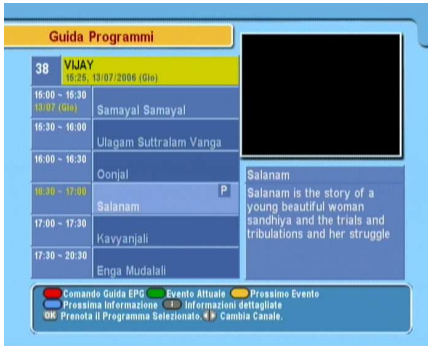 Guida Programmi
38 VIJAY
15:25, 13/07/2006 (Gio)
15:00 ~ 15:30
13/07 (Gio)
Samayal Samayal
15:30 ~ 16:00
Ulagam Suttralam Vanga
16:00 ~ 16:30
Oonjal
16:30 ~ 17:00
P
Salanam
17:00 ~ 17:30
Kavyanjali
17:30 ~ 20:30
Enga Mudalali
Salanam
Salanam is the story of a
young beautiful woman
sandhiya and the trials and
tribulations and her struggle
Comando Guida EPG Evento Attuale Prossimo Evento
Prossima Informazione i Informazioni dettagliate
OK Prenota il Programma Selezionato. Cambia Canale.